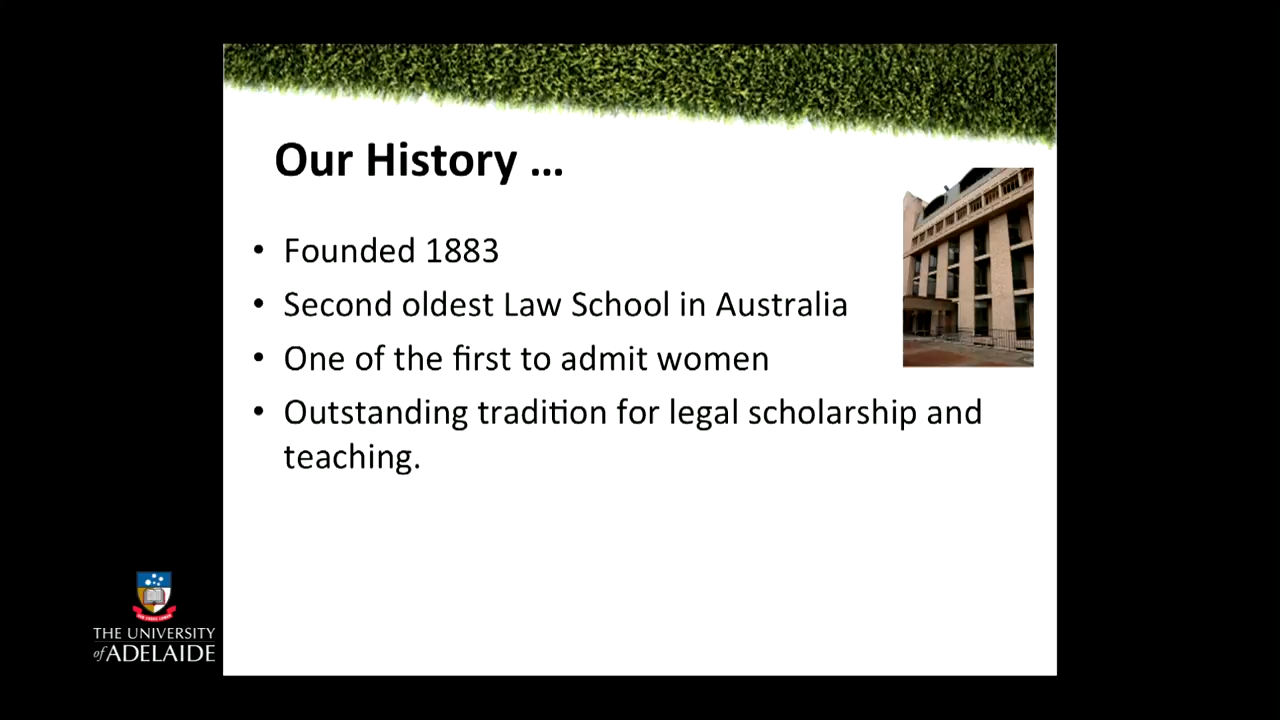 Our History ...
• Founded 1883
• Second oldest Law School in Australia
• One of the first to admit women
• Outstanding tradition for legal scholarship and
teaching.
THE UNIVERSITY
of ADELAIDE